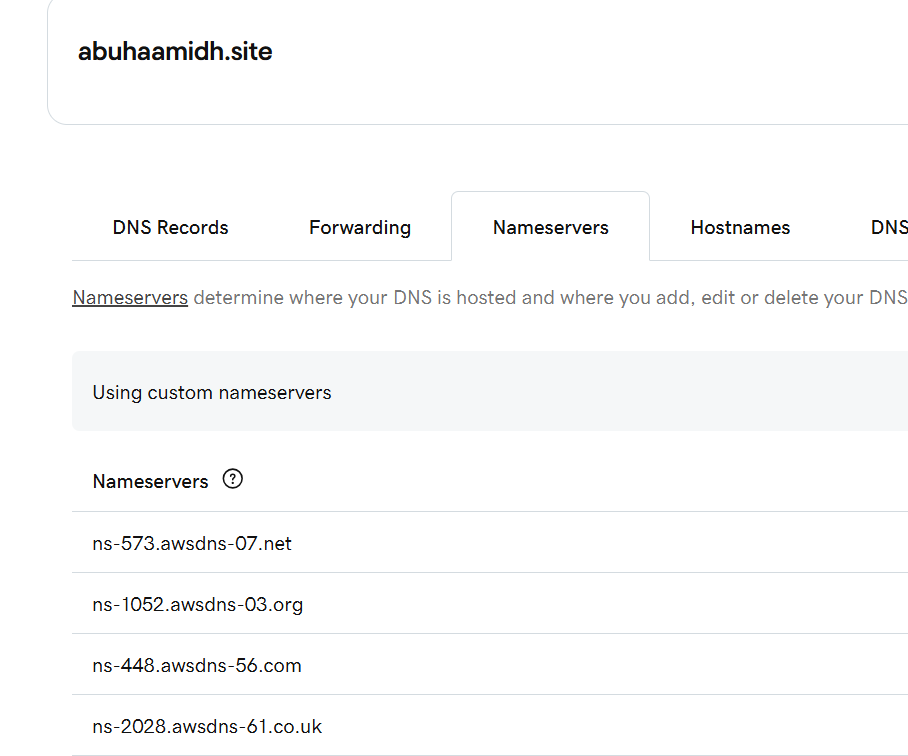 abuhaamidh.site
DNS Records Forwarding Nameservers Hostnames DNS
Nameservers determine where your DNS is hosted and where you add, edit or delete your DNS
Using custom nameservers
Nameservers ?
ns-573.awsdns-07.net
ns-1052.awsdns-03.org
ns-448.awsdns-56.com
ns-2028.awsdns-61.co.uk